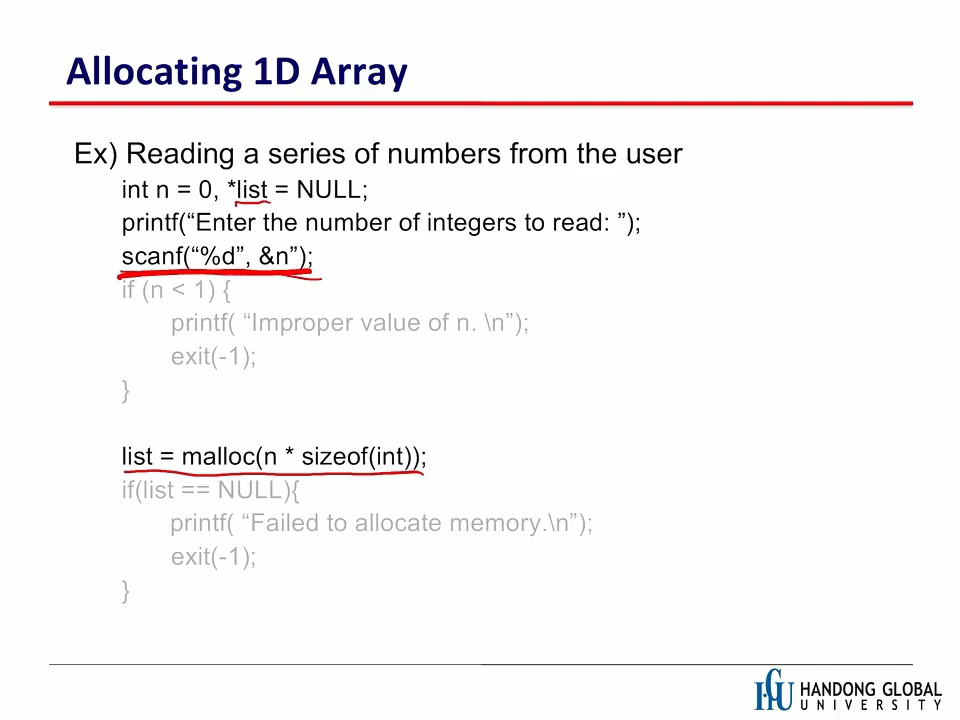 Allocating 1D Array
Ex) Reading a series of numbers from the user
int n = 0, *list = NULL;
printf(“Enter the number of integers to read: ”);
scanf(“%d”, &n”);
if (n < 1) {
printf( “Improper value of n. \n”);
exit(-1);
}
list = malloc(n * sizeof(int));
if(list == NULL){
printf( “Failed to allocate memory.\n”);
exit(-1);
}
HGU HANDONG GLOBAL
UNIVERSITY